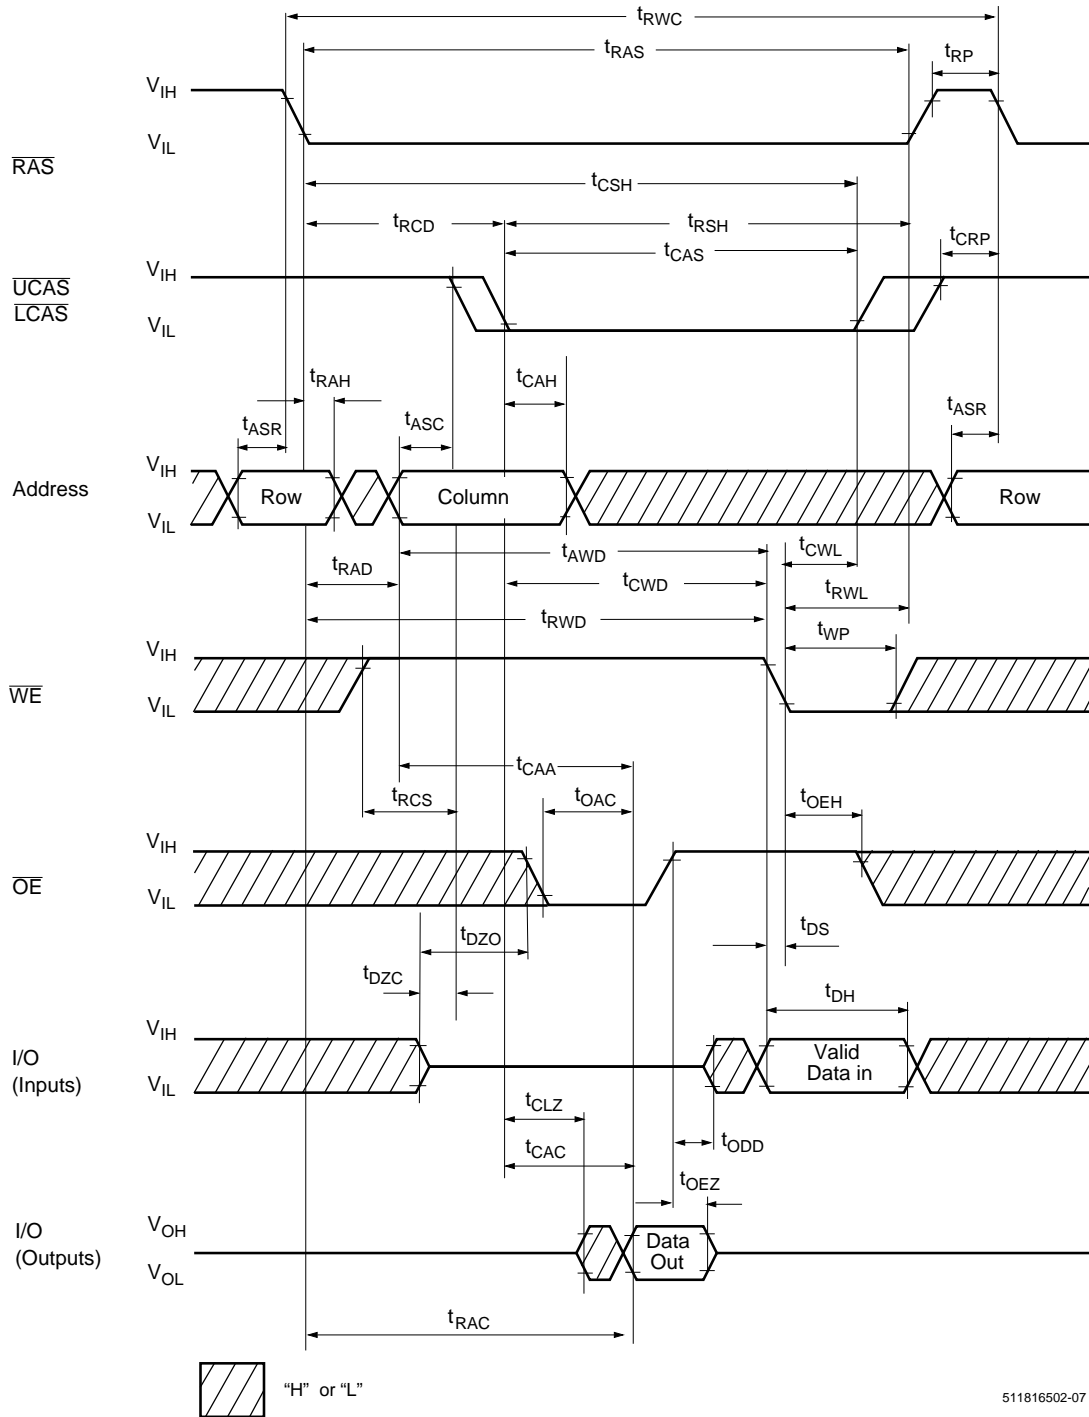 tRWC
tRAS
tRP
VIH
VIL
RAS
tCSH
tRCD
tRSH
tCAS
tCRP
VIH
UCAS
LCAS
VIL
tRAH
tCAH
tASR
tASC
tASR
VIH
Address
Row
Column
Row
VIL
tAWD
tCWL
tRAD
tCWD
tRWL
tRWD
tWP
VIH
WE
VIL
tCAA
tRCS
tOAC
tOEH
VIH
OE
VIL
tDZO
tDS
tDZC
tDH
VIH
I/O
(Inputs)
Valid
Data in
VIL
tCLZ
tODD
tCAC
tOEZ
VOH
I/O
(Outputs)
Data
Out
VOL
tRAC
“H” or “L”
511816502-07